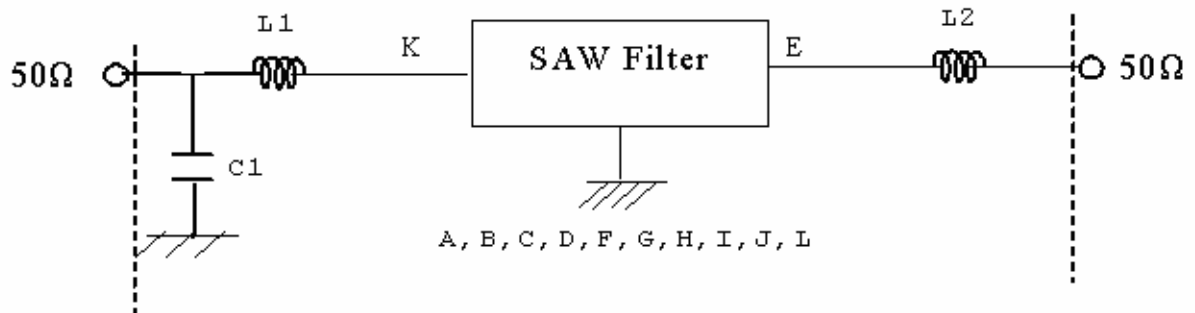 L1
L2
K
SAW Filter
E
50Ω
50Ω
C1
A, B, C, D, F, G, H, I, J, L